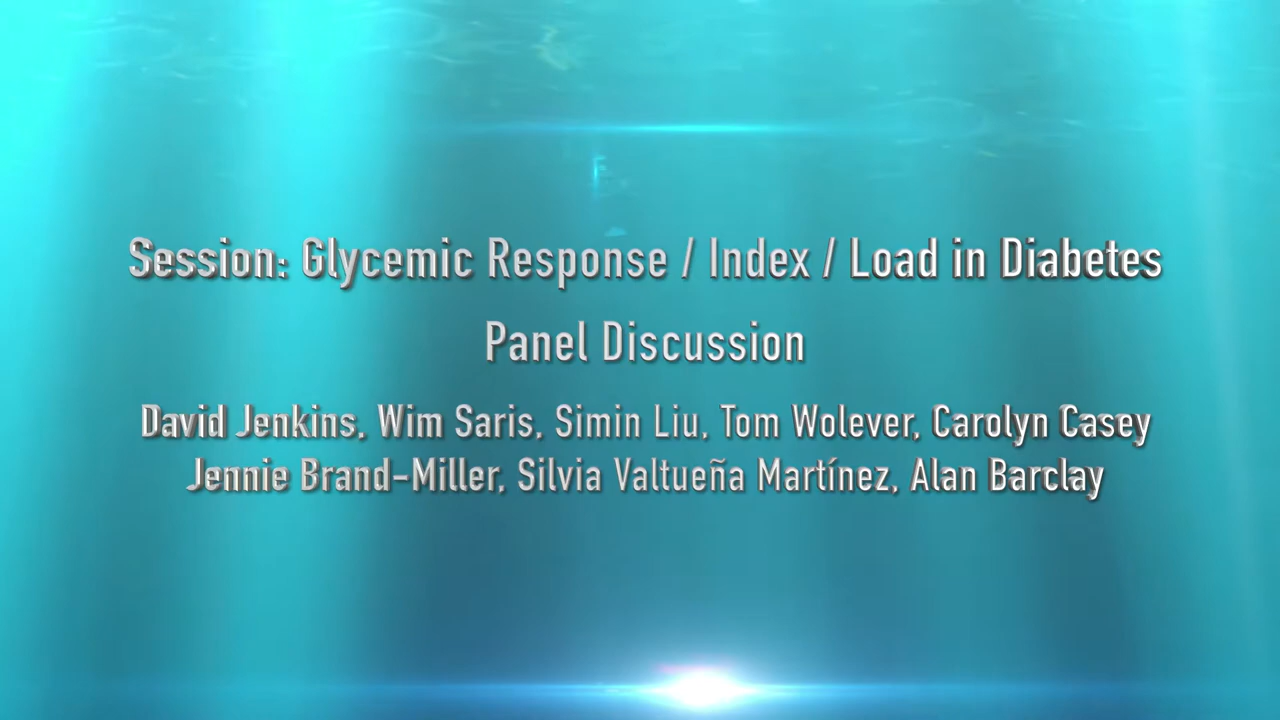 Session: Glycemic Response / Index / Load in Diabetes
Panel Discussion
David Jenkins, Wim Saris, Simin Liu, Tom Wolever, Carolyn Casey
Jennie Brand-Miller, Silvia Valtueña Martínez, Alan Barclay